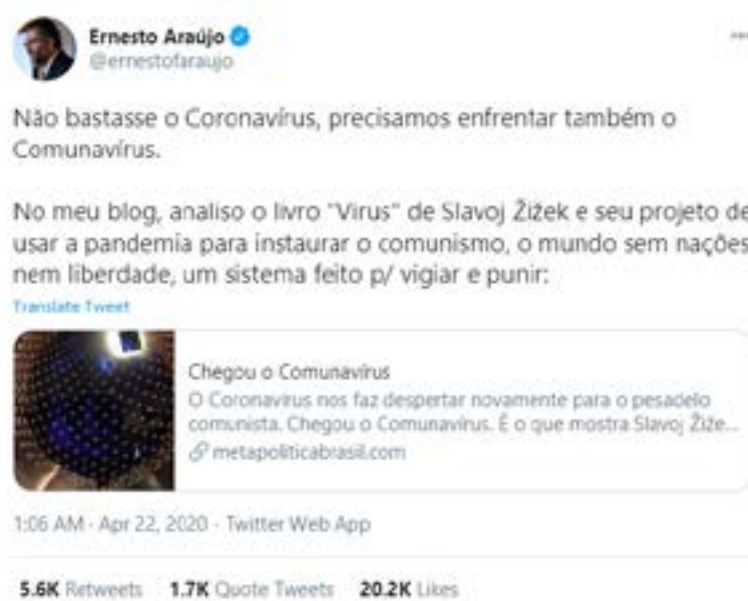 Ernesto Araújo
@ernestofaraujo
Não bastasse o Coronavírus, precisamos enfrentar também o
Comunavírus.
No meu blog, analiso o livro "Virus" de Slavoj Žižek e seu projeto de
usar a pandemia para instaurar o comunismo, o mundo sem nações
nem liberdade, um sistema feito p/ vigiar e punir:
Translate Tweet
Chegou o Comunavírus
O Coronavírus nos faz despertar novamente para o pesadelo
comunista. Chegou o Comunavírus. É o que mostra Slavoj Žiže...
metapoliticabrasil.com
1:06 AM · Apr 22, 2020 · Twitter Web App
5.6K Retweets 1.7K Quote Tweets 20.2K Likes